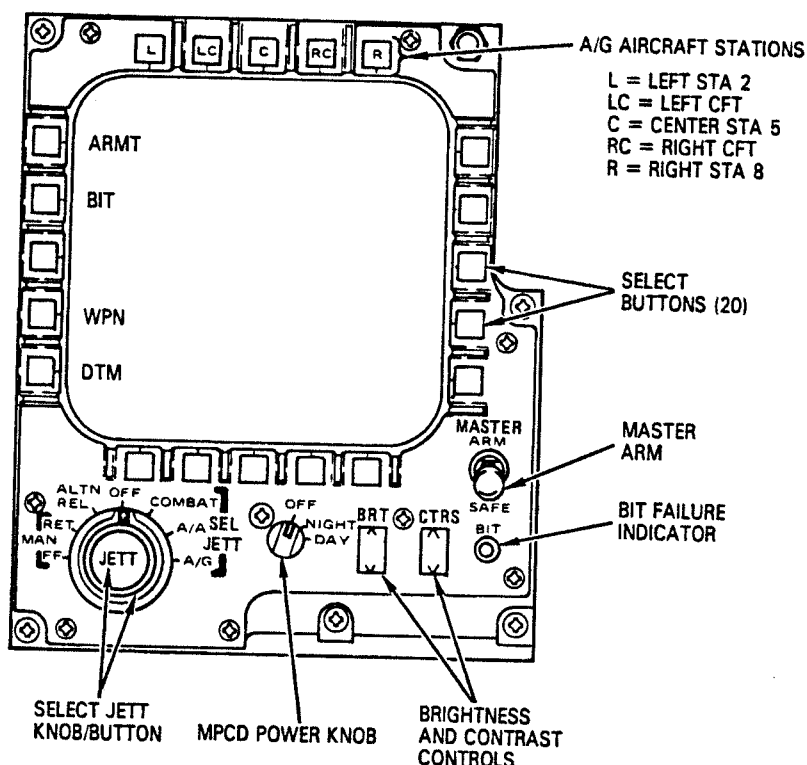 L LC C RC R
A/G AIRCRAFT STATIONS
L = LEFT STA 2
LC = LEFT CFT
C = CENTER STA 5
RC = RIGHT CFT
R = RIGHT STA 8
ARMT
BIT
WPN
DTM
SELECT
BUTTONS (20)
MASTER
ARM
SAFE
MASTER
ARM
BIT
BIT FAILURE
INDICATOR
ALTN
REL
OFF
COMBAT
RET
MAN
FF
A/A
A/G
SEL
JETT
JETT
OFF
NIGHT
DAY
BRT
CTRS
SELECT JETT
KNOB/BUTTON
MPCD POWER KNOB
BRIGHTNESS
AND CONTRAST
CONTROLS